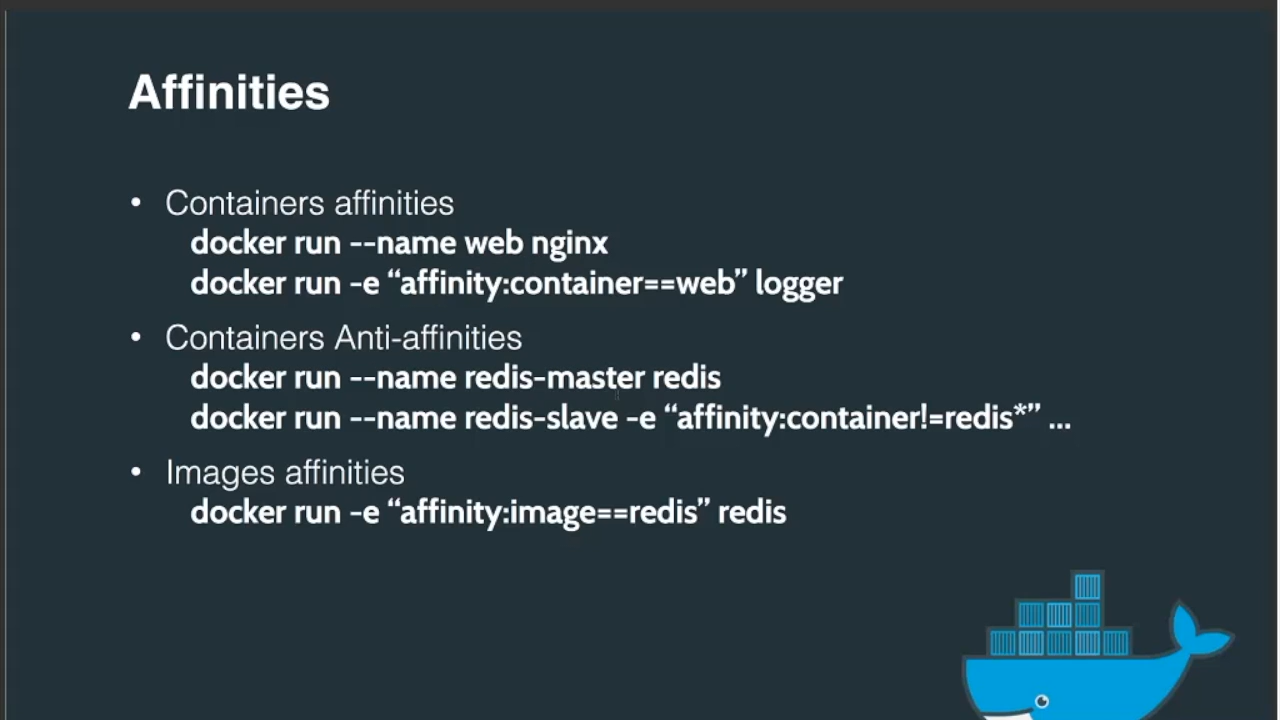 Affinities
• Containers affinities
docker run --name web nginx
docker run -e “affinity:container==web” logger
• Containers Anti-affinities
docker run --name redis-master redis
docker run --name redis-slave -e “affinity:container!=redis*” ...
• Images affinities
docker run -e “affinity:image==redis” redis